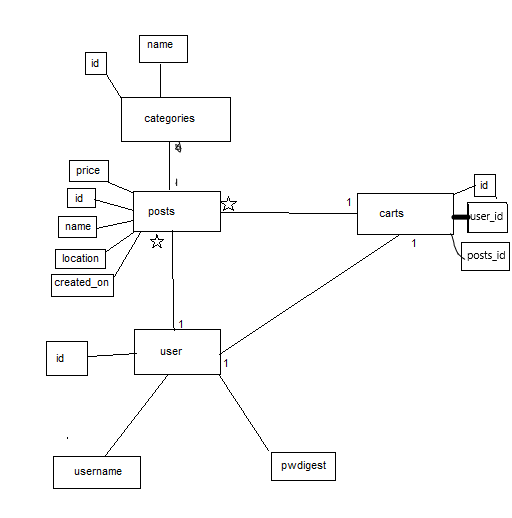 name
id
categories
price
1
id
posts
1
carts
id
user_id
name
1
location
posts_id
created_on
1
user
1
id
username
pwdigest